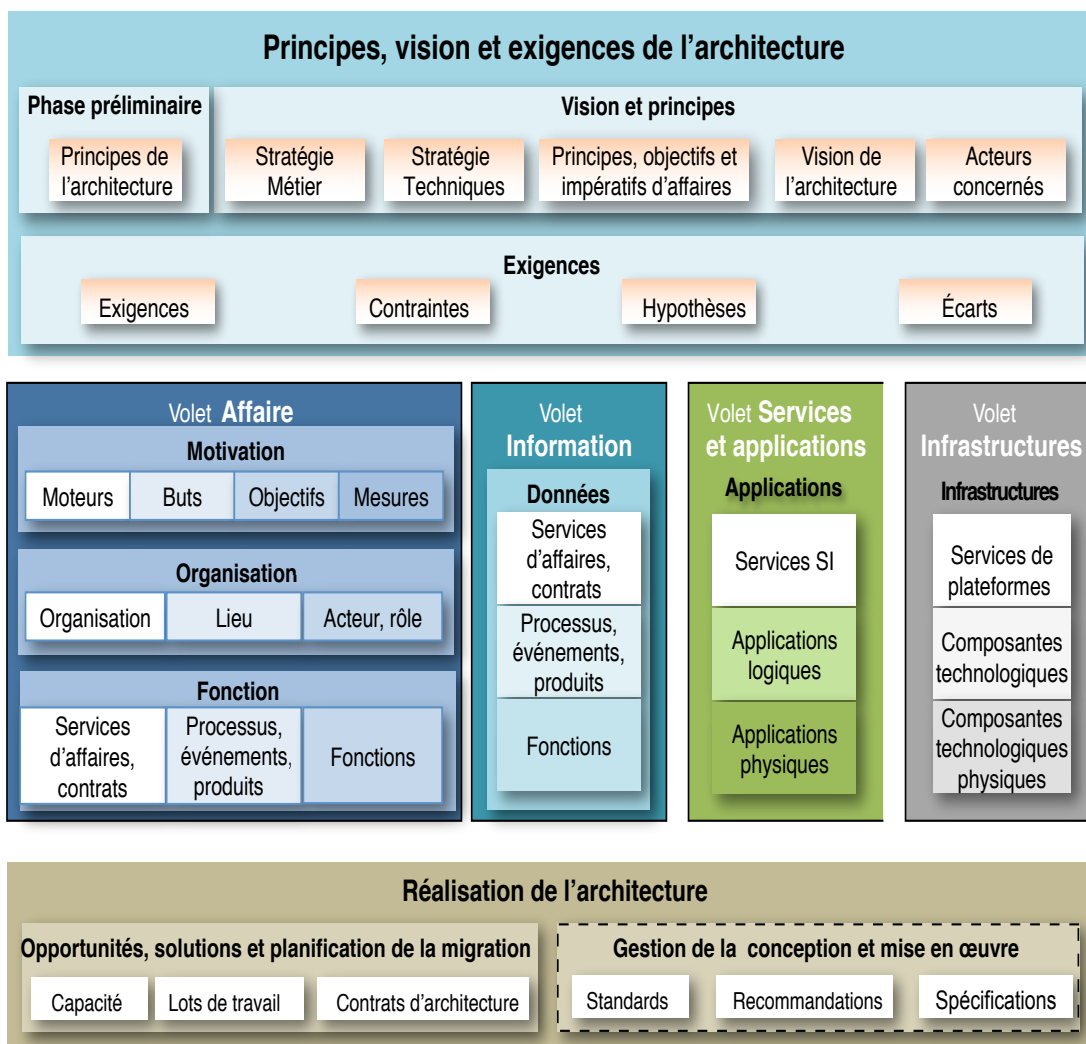 Principes, vision et exigences de l'architecture
Phase préliminaire
Principes de
l'architecture
Vision et principes
Stratégie
Métier
Stratégie
Techniques
Principes, objectifs et
impératifs d'affaires
Vision de
l'architecture
Acteurs
concernés
Exigences
Exigences
Contraintes
Hypothèses
Écarts
Volet Affaire
Motivation
Moteurs
Buts
Objectifs
Mesures
Organisation
Organisation
Lieu
Acteur, rôle
Fonction
Services
d'affaires,
contrats
Processus,
événements,
produits
Fonctions
Volet
Information
Données
Services
d'affaires,
contrats
Processus,
événements,
produits
Fonctions
Volet Services
et applications
Applications
Services SI
Applications
logiques
Applications
physiques
Volet
Infrastructures
Infrastructures
Services de
plateformes
Composantes
technologiques
Composantes
technologiques
physiques
Réalisation de l'architecture
Opportunités, solutions et planification de la migration
Capacité
Lots de travail
Contrats d'architecture
Gestion de la conception et mise en œuvre
Standards
Recommandations
Spécifications